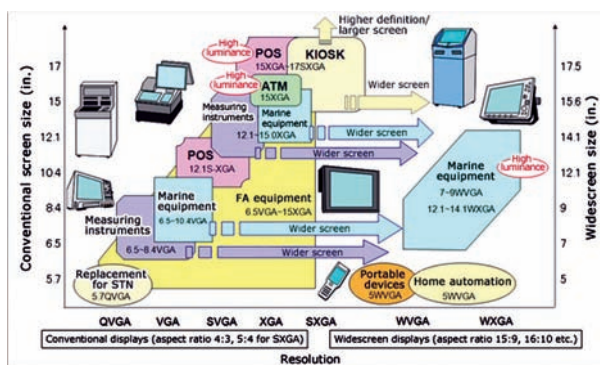 Higher definition/
larger screen
High luminance
POS
15XGA~17SXGA
KIOSK
Wider screen
High luminance
ATM
15XGA
Measuring
instruments
Marine
equipment
12.1~15.0XGA
Wider screen
Wider screen
POS
12.1S-XGA
Marine
equipment
7~9WVGA
12.1~14.1WXGA
High luminance
Marine
equipment
6.5~10.4VGA
FA equipment
6.5VGA~15XGA
Measuring
instruments
6.5~8.4VGA
Wider screen
Wider screen
Replacement
for STN
5.7QVGA
Portable
devices
5WVGA
Home automation
5WVGA
Conventional screen size (in.)
17
15
12.1
10.4
8.4
6.5
5.7
Widescreen size (in.)
17.5
15.6
14.1
12.1
9
7
5
QVGA VGA SVGA XGA SXGA WVGA WXGA
Conventional displays (aspect ratio 4:3, 5:4 for SXGA)
Widescreen displays (aspect ratio 15:9, 16:10 etc.)
Resolution